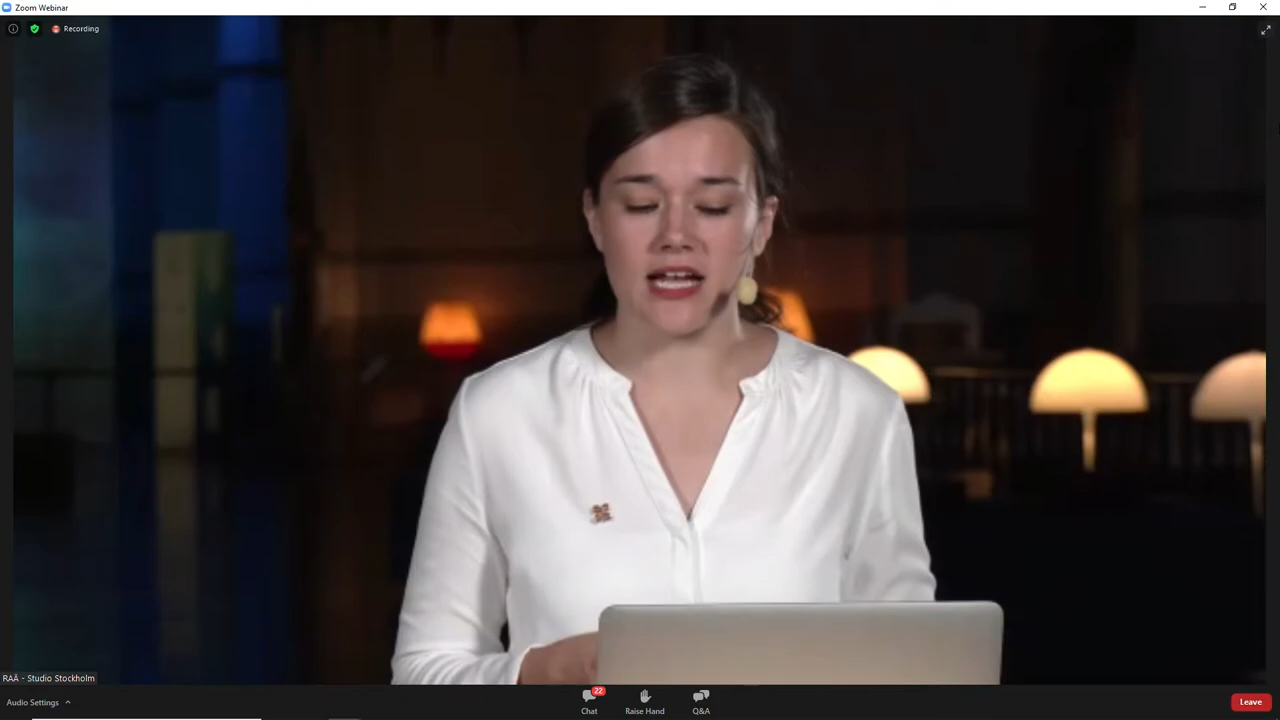 Zoom Webinar
Recording
RAÄ - Studio Stockholm
Audio Settings
22
Chat
Raise Hand
Q&A
Leave